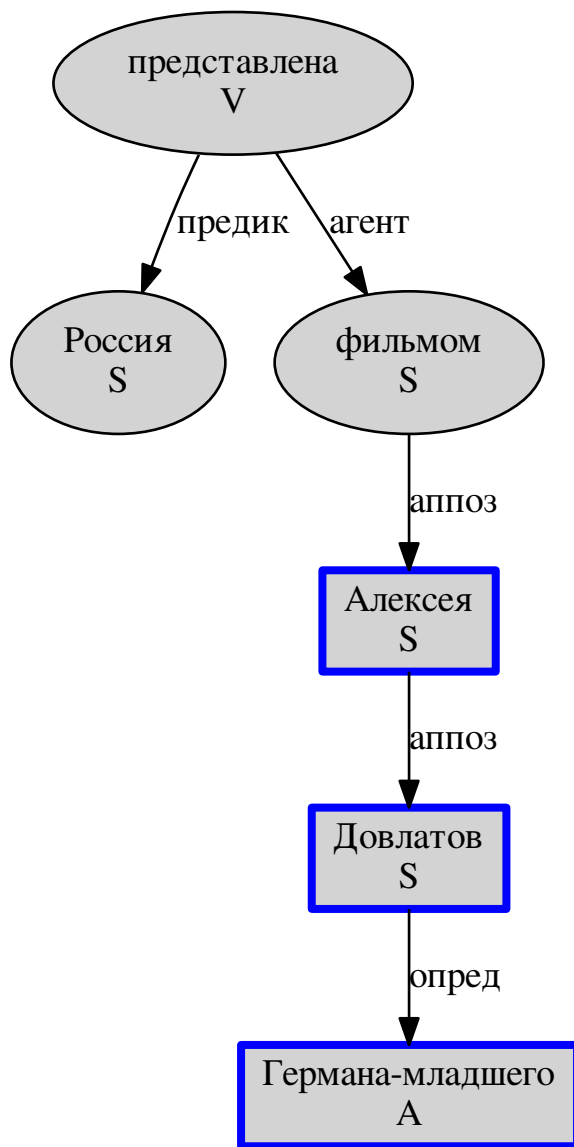 представлена
V
предик
агент
Россия
S
фильмом
S
аппоз
Алексея
S
аппоз
Довлатов
S
опред
Германа-младшего
A